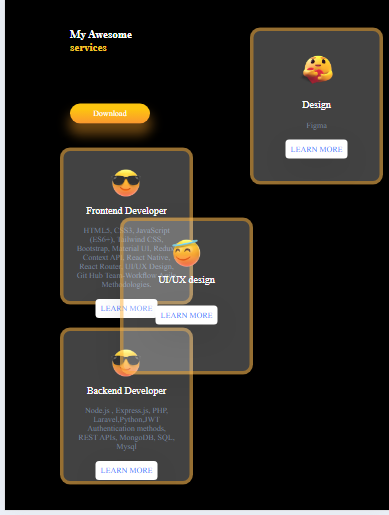 My Awesome
services
Download
Design
Figma
LEARN MORE
Frontend Developer
HTML5, CSS3, JavaScript
(ES6+), Tailwind CSS,
Bootstrap, Material UI, Redux
Context API, React Native,
React Router, UI/UX Design,
Git Hub Team Workflow, Agile
Methodologies.
LEARN MORE
UI/UX design
LEARN MORE
Backend Developer
Node.js , Express.js, PHP,
Laravel,Python,JWT
Authentication methods,
REST APIs, MongoDB, SQL,
Mysql
LEARN MORE